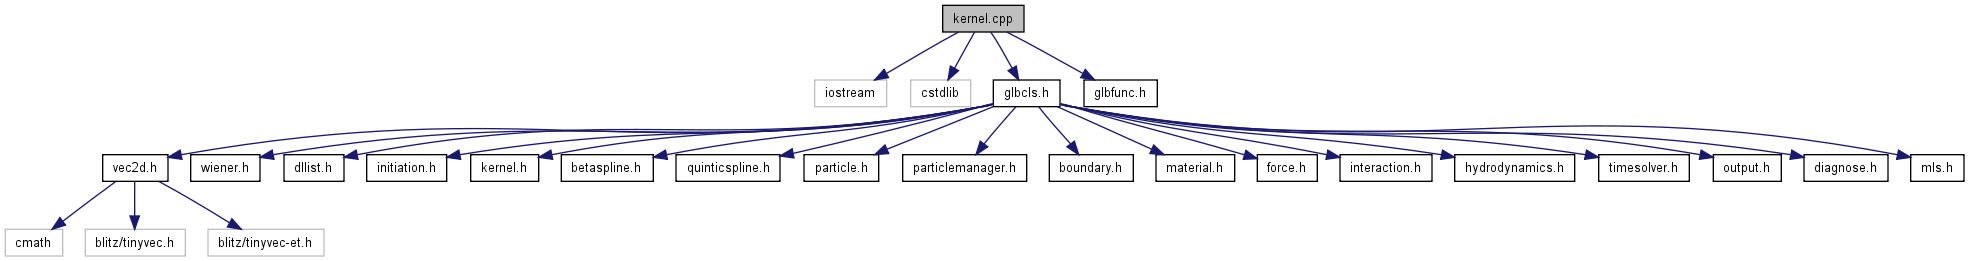 kernel.cpp
iostream
cstdlib
glbcls.h
glbfunc.h
vec2d.h
wiener.h
dllist.h
initiation.h
kernel.h
betaspline.h
quinticspline.h
particle.h
particlemanager.h
boundary.h
material.h
force.h
interaction.h
hydrodynamics.h
timesolver.h
output.h
diagnose.h
mls.h
cmath
blitz/tinyvec.h
blitz/tinyvec-et.h